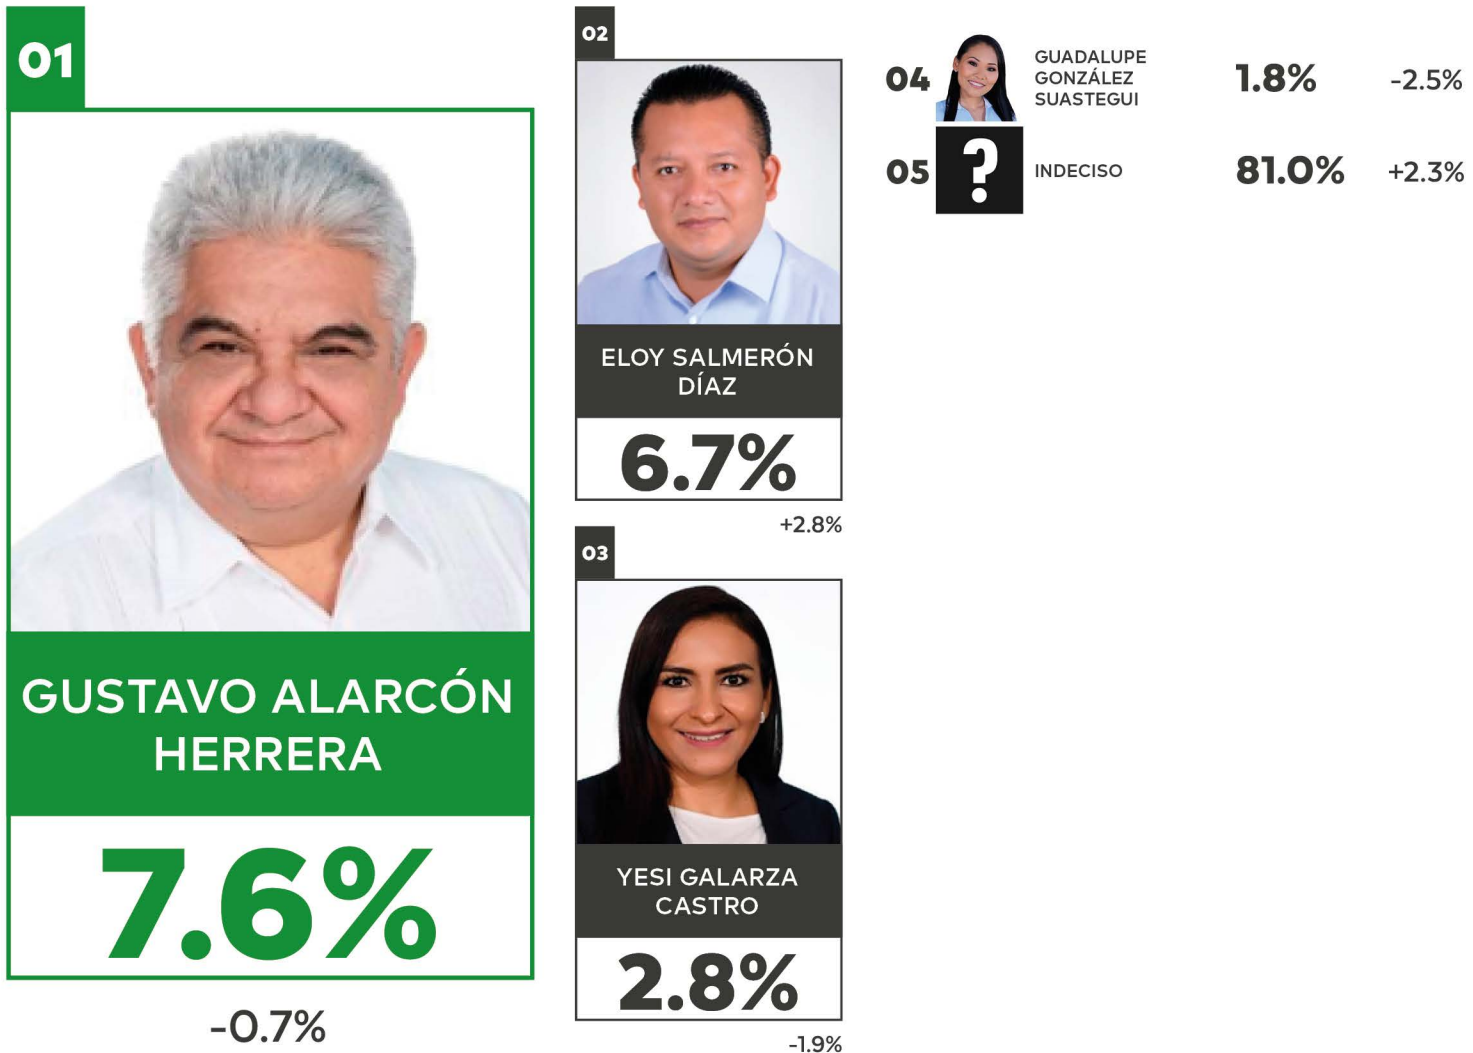 01
GUSTAVO ALARCÓN
HERRERA
7.6%
-0.7%
02
ELOY SALMERÓN
DÍAZ
6.7%
+2.8%
03
YESI GALARZA
CASTRO
2.8%
-1.9%
04
GUADALUPE
GONZÁLEZ
SUASTEGUI
1.8%
-2.5%
05
?
INDECISO
81.0%
+2.3%